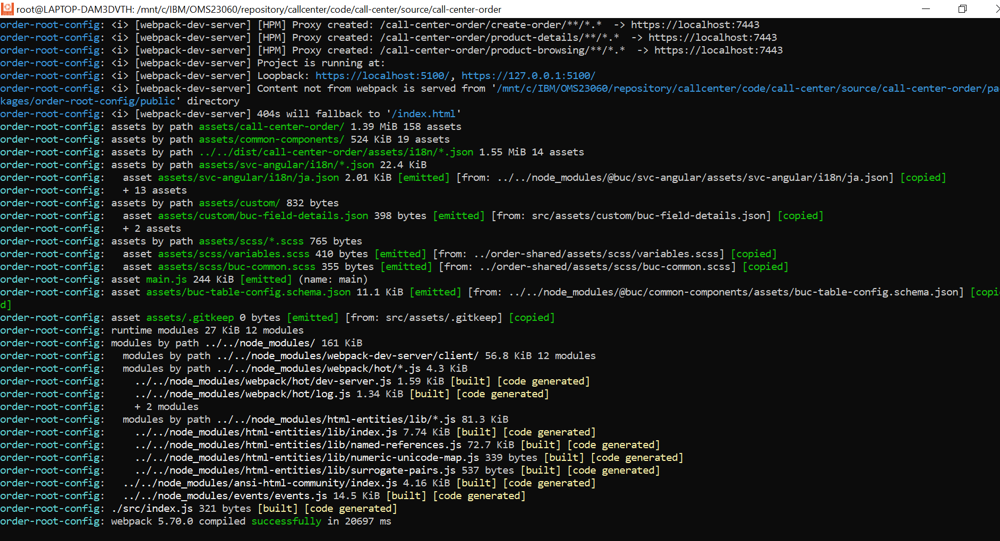 root@LAPTOP-DAM3DVTH: /mnt/c/IBM/OMS23060/repository/callcenter/code/call-center/source/call-center-order
order-root-config: <i> [webpack-dev-server] [HPM] Proxy created: /call-center-order/create-order/**/*.*  -> https://localhost:7443
order-root-config: <i> [webpack-dev-server] [HPM] Proxy created: /call-center-order/product-details/**/*.*  -> https://localhost:7443
order-root-config: <i> [webpack-dev-server] [HPM] Proxy created: /call-center-order/product-browsing/**/*.*  -> https://localhost:7443
order-root-config: <i> [webpack-dev-server] Project is running at:
order-root-config: <i> [webpack-dev-server] Loopback: https://localhost:5100/, https://127.0.0.1:5100/
order-root-config: <i> [webpack-dev-server] Content not from webpack is served from '/mnt/c/IBM/OMS23060/repository/callcenter/code/call-center/source/call-center-order/pa
kages/order-root-config/public' directory
order-root-config: <i> [webpack-dev-server] 404s will fallback to '/index.html'
order-root-config: assets by path assets/call-center-order/ 1.39 MiB 158 assets
order-root-config: assets by path assets/common-components/ 524 KiB 19 assets
order-root-config: assets by path ../../dist/call-center-order/assets/i18n/*.json 1.55 MiB 14 assets
order-root-config: assets by path assets/svc-angular/i18n/*.json 22.4 KiB
order-root-config:   asset assets/svc-angular/i18n/ja.json 2.01 KiB [emitted] [from: ../../node_modules/@buc/svc-angular/assets/svc-angular/i18n/ja.json] [copied]
order-root-config:   + 13 assets
order-root-config: assets by path assets/custom/ 832 bytes
order-root-config:   asset assets/custom/buc-field-details.json 398 bytes [emitted] [from: src/assets/custom/buc-field-details.json] [copied]
order-root-config:   + 2 assets
order-root-config: assets by path assets/scss/*.scss 765 bytes
order-root-config:   asset assets/scss/variables.scss 410 bytes [emitted] [from: ../order-shared/assets/scss/variables.scss] [copied]
order-root-config:   asset assets/scss/buc-common.scss 355 bytes [emitted] [from: ../order-shared/assets/scss/buc-common.scss] [copied]
order-root-config: asset main.js 244 KiB [emitted] (name: main)
order-root-config: asset assets/buc-table-config.schema.json 11.1 KiB [emitted] [from: ../../node_modules/@buc/common-components/assets/buc-table-config.schema.json] [copi
d]
order-root-config: asset assets/.gitkeep 0 bytes [emitted] [from: src/assets/.gitkeep] [copied]
order-root-config: runtime modules 27 KiB 12 modules
order-root-config: modules by path ../../node_modules/ 161 KiB
order-root-config:   modules by path ../../node_modules/webpack-dev-server/client/ 56.8 KiB 12 modules
order-root-config:   modules by path ../../node_modules/webpack/hot/*.js 4.3 KiB
order-root-config:     ../../node_modules/webpack/hot/dev-server.js 1.59 KiB [built] [code generated]
order-root-config:     ../../node_modules/webpack/hot/log.js 1.34 KiB [built] [code generated]
order-root-config:     + 2 modules
order-root-config:   modules by path ../../node_modules/html-entities/lib/*.js 81.3 KiB
order-root-config:     ../../node_modules/html-entities/lib/index.js 7.74 KiB [built] [code generated]
order-root-config:     ../../node_modules/html-entities/lib/named-references.js 72.7 KiB [built] [code generated]
order-root-config:     ../../node_modules/html-entities/lib/numeric-unicode-map.js 339 bytes [built] [code generated]
order-root-config:     ../../node_modules/html-entities/lib/surrogate-pairs.js 537 bytes [built] [code generated]
order-root-config:   ../../node_modules/ansi-html-community/index.js 4.16 KiB [built] [code generated]
order-root-config:   ../../node_modules/events/events.js 14.5 KiB [built] [code generated]
order-root-config: ./src/index.js 321 bytes [built] [code generated]
order-root-config: webpack 5.70.0 compiled successfully in 20697 ms